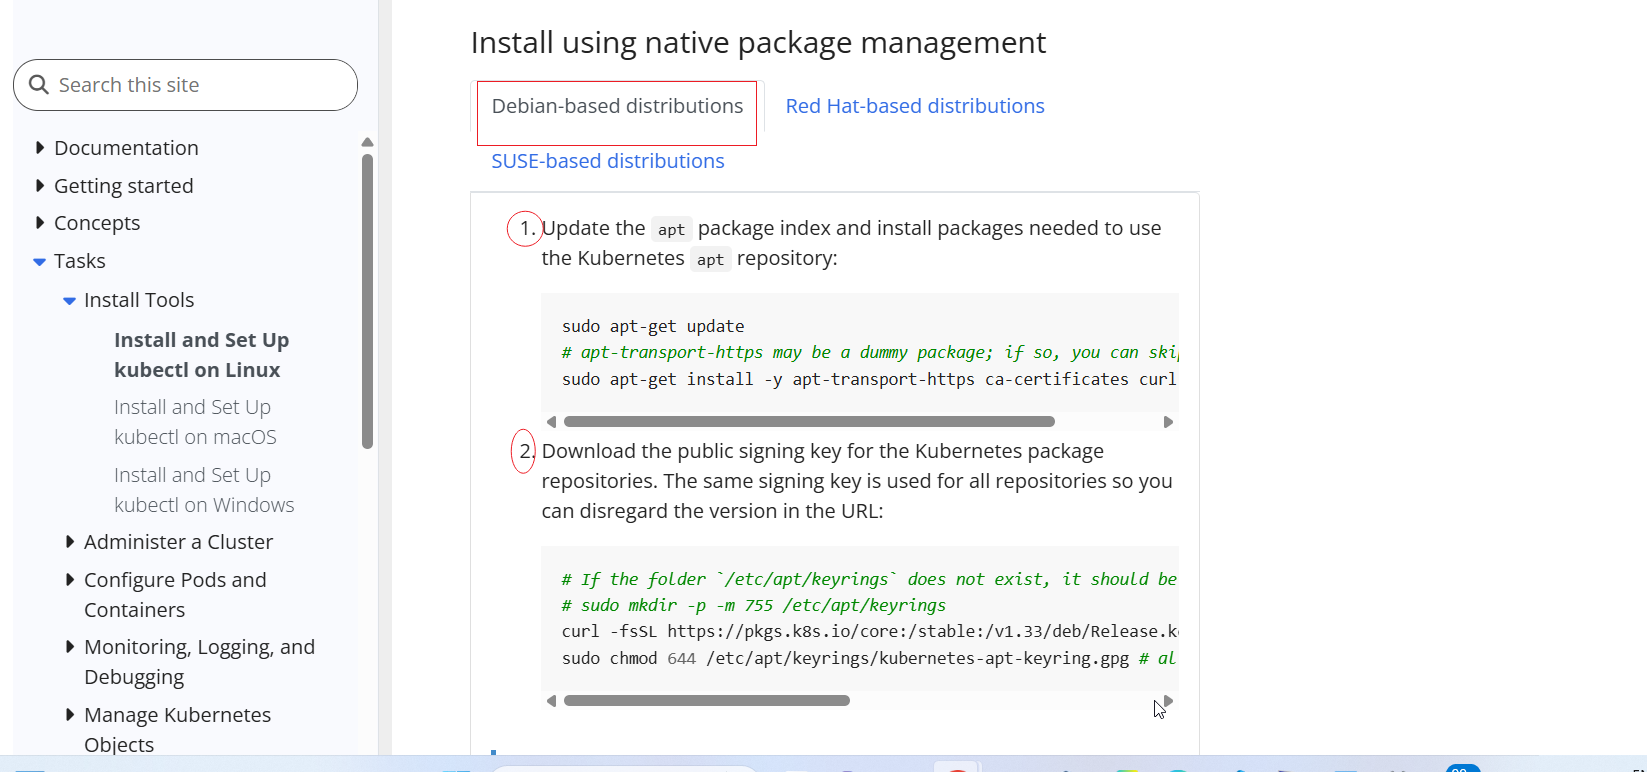 Search this site
Documentation
Getting started
Concepts
Tasks
Install Tools
Install and Set Up
kubectl on Linux
Install and Set Up
kubectl on macOS
Install and Set Up
kubectl on Windows
Administer a Cluster
Configure Pods and
Containers
Monitoring, Logging, and
Debugging
Manage Kubernetes
Objects
Install using native package management
Debian-based distributions
Red Hat-based distributions
SUSE-based distributions
1. Update the apt package index and install packages needed to use
the Kubernetes apt repository:
sudo apt-get update
# apt-transport-https may be a dummy package; if so, you can ski
sudo apt-get install -y apt-transport-https ca-certificates curl
2. Download the public signing key for the Kubernetes package
repositories. The same signing key is used for all repositories so you
can disregard the version in the URL:
# If the folder `/etc/apt/keyrings` does not exist, it should be
# sudo mkdir -p -m 755 /etc/apt/keyrings
curl -fsSL https://pkgs.k8s.io/core:/stable:/v1.33/deb/Release.k
sudo chmod 644 /etc/apt/keyrings/kubernetes-apt-keyring.gpg # al